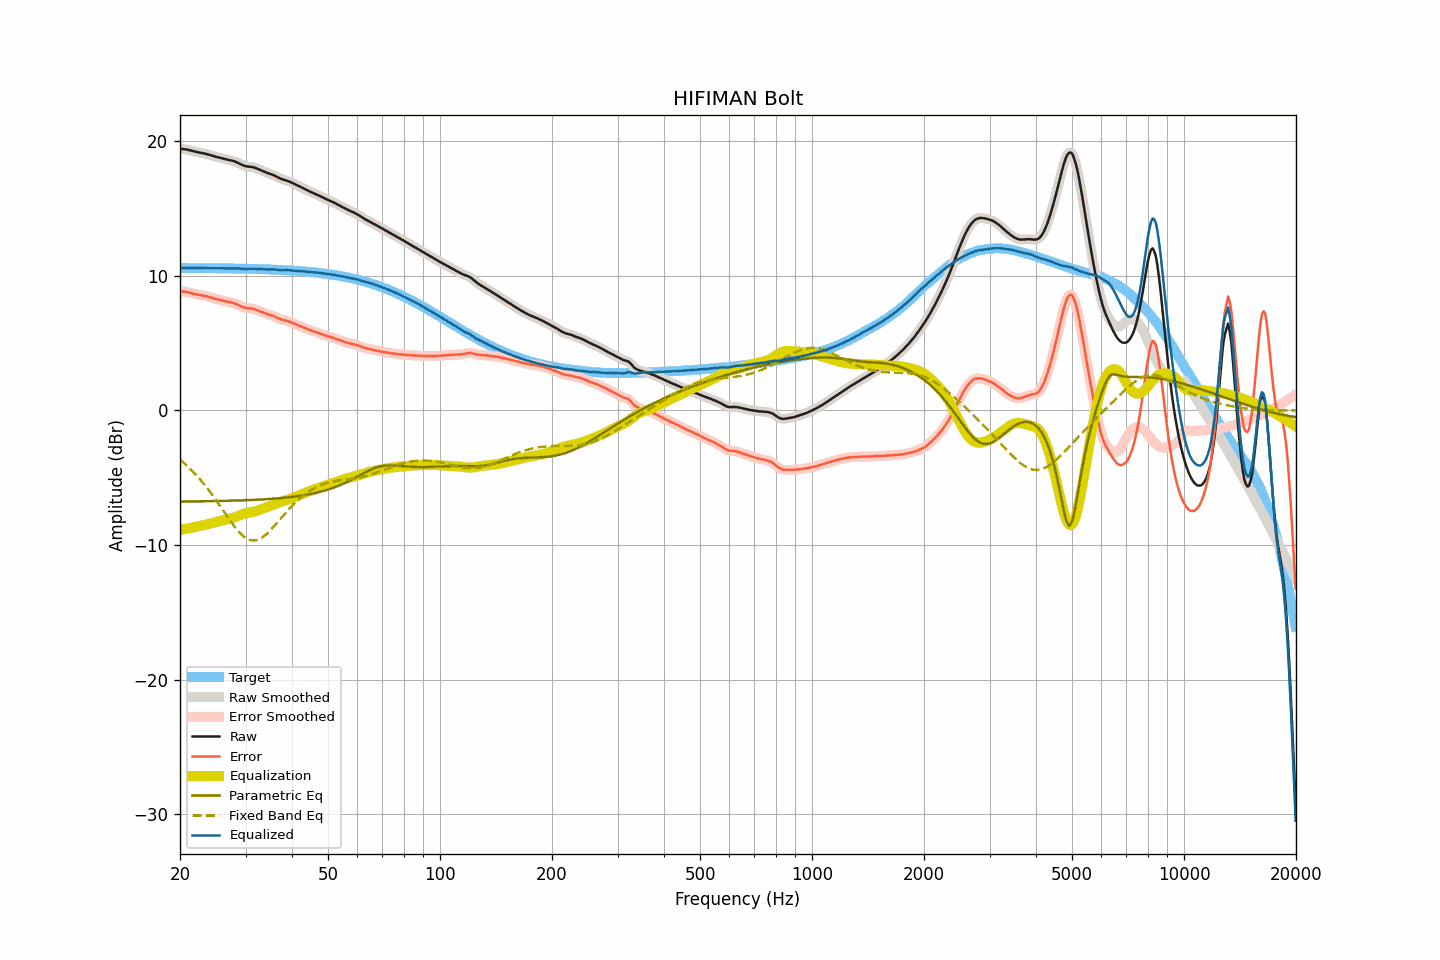 HIFIMAN Bolt
Amplitude (dBr)
20
10
0
−10
−20
−30
Target
Raw Smoothed
Error Smoothed
Raw
Error
Equalization
Parametric Eq
Fixed Band Eq
Equalized
20 50 100 200 500 1000 2000 5000 10000 20000
Frequency (Hz)